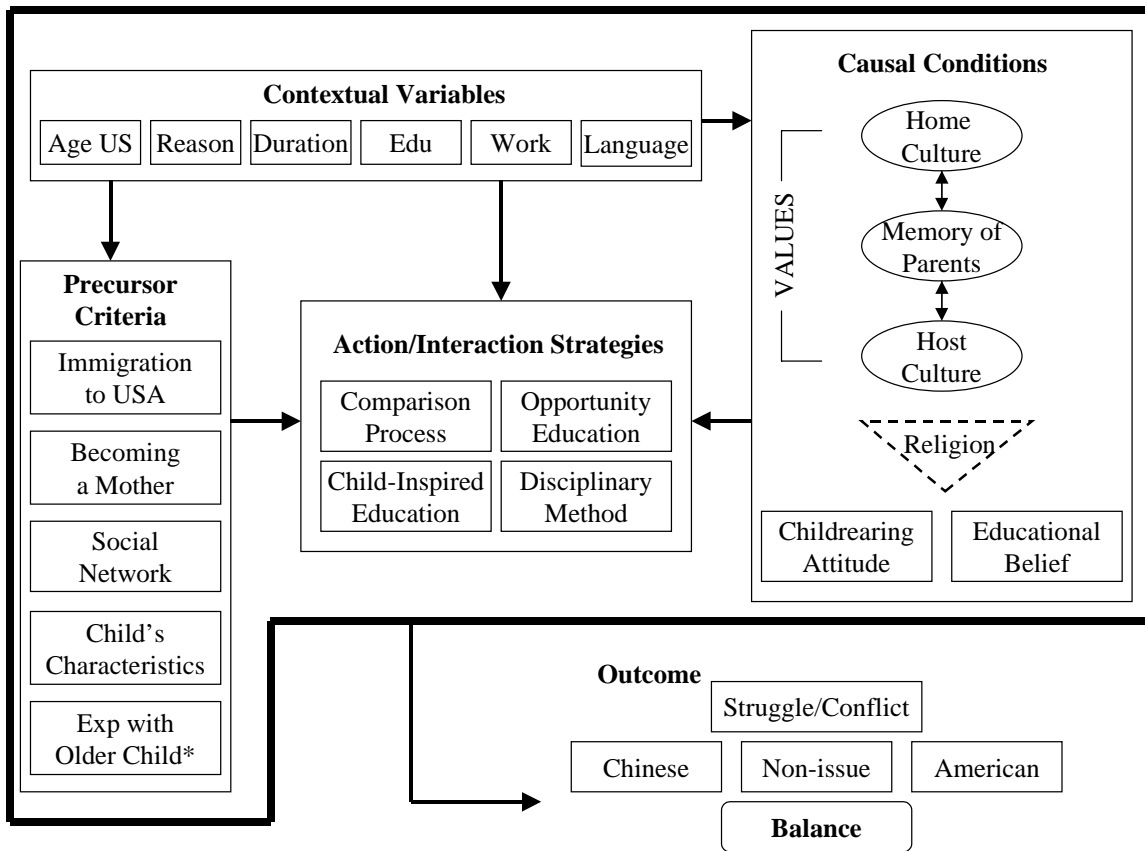 Contextual Variables
Age US
Reason
Duration
Edu
Work
Language
Causal Conditions
VALUES
Home
Culture
Memory of
Parents
Host
Culture
Religion
Childrearing
Attitude
Educational
Belief
Precursor
Criteria
Immigration
to USA
Becoming
a Mother
Social
Network
Child’s
Characteristics
Exp with
Older Child*
Action/Interaction Strategies
Comparison
Process
Opportunity
Education
Child-Inspired
Education
Disciplinary
Method
Outcome
Struggle/Conflict
Chinese
Non-issue
American
Balance